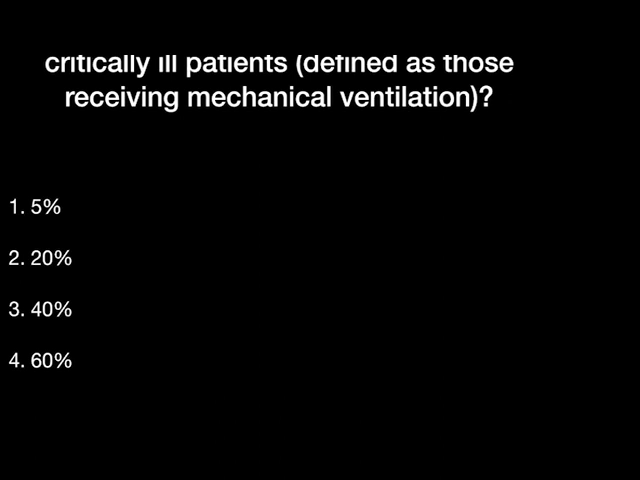 critically ill patients (defined as those
receiving mechanical ventilation)?
1. 5%
2. 20%
3. 40%
4. 60%